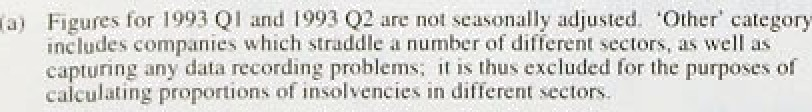 (a) Figures for 1993 Q1 and 1993 Q2 are not seasonally adjusted. ‘Other’ category
includes companies which straddle a number of different sectors, as well as
capturing any data recording problems; it is thus excluded for the purposes of
calculating proportions of insolvencies in different sectors.